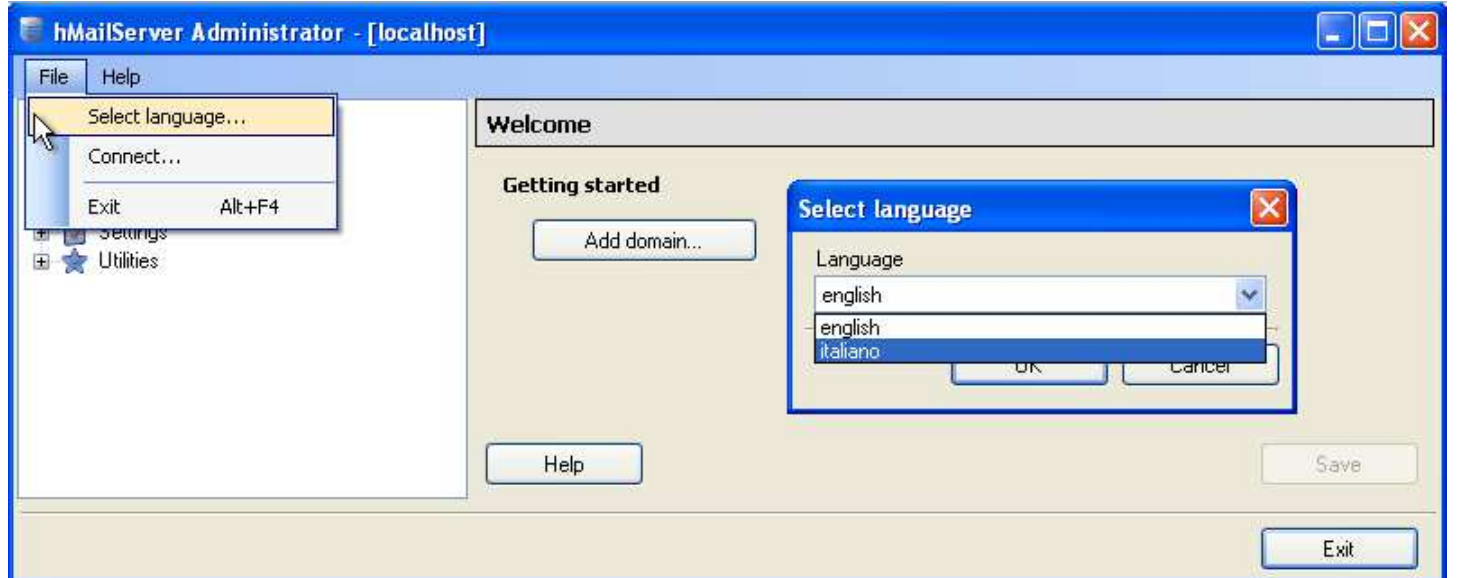 hMailServer Administrator - [localhost]
File Help
Select language...
Connect...
Exit Alt+F4
Settings
Utilities
Welcome
Getting started
Add domain...
Select language
Language
english
english
italiano
OK Cancel
Help
Save
Exit